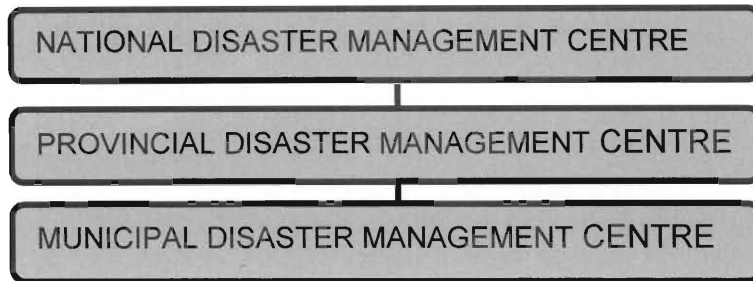 NATIONAL DISASTER MANAGEMENT CENTRE
PROVINCIAL DISASTER MANAGEMENT CENTRE
MUNICIPAL DISASTER MANAGEMENT CENTRE